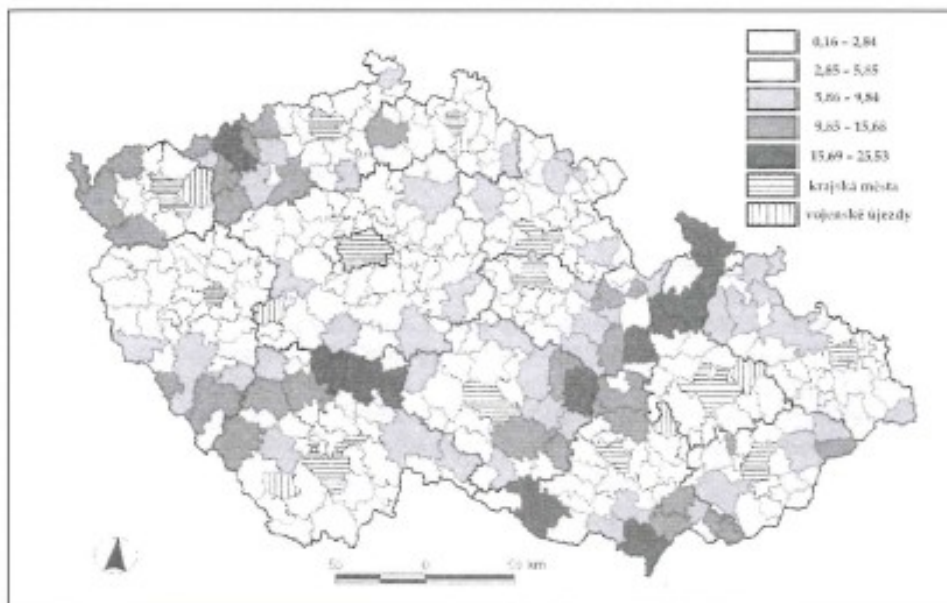 0,16 – 2,84
2,85 – 5,85
5,86 – 9,84
9,85 – 15,68
15,69 – 25,53
krajská města
vojenské újezdy
50 0 50 km